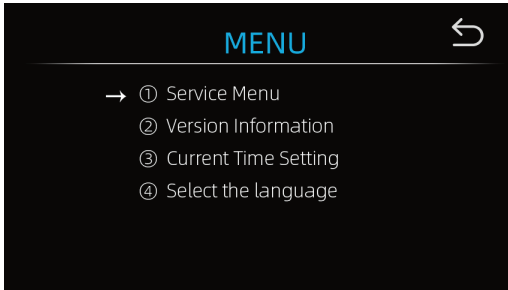 MENU
→ ① Service Menu
② Version Information
③ Current Time Setting
④ Select the language